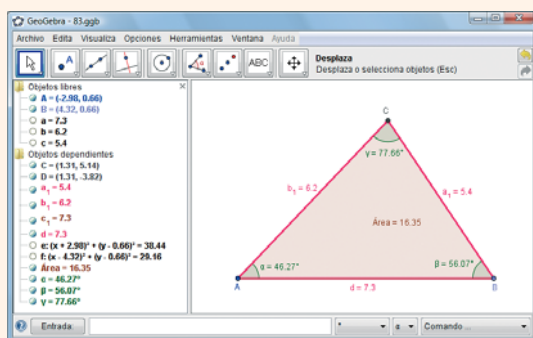 GeoGebra - 83.ggb
Archivo Edita Visualiza Opciones Herramientas Ventana Ayuda
A
ABC
Desplaza
Desplaza o selecciona objetos (Esc)
Objetos libres
A = (-2.98, 0.66)
B = (4.32, 0.66)
a = 7.3
b = 6.2
c = 5.4
Objetos dependientes
C = (1.31, 5.14)
D = (1.31, -3.82)
a₁ = 5.4
b₁ = 6.2
c₁ = 7.3
d = 7.3
e: (x + 2.98)² + (y - 0.66)² = 38.44
f: (x - 4.32)² + (y - 0.66)² = 29.16
Área = 16.35
α = 46.27°
β = 56.07°
γ = 77.66°
C
γ = 77.66°
b₁ = 6.2
a₁ = 5.4
Área = 16.35
α = 46.27°
β = 56.07°
A
d = 7.3
B
Entrada:
°
α
Comando ...